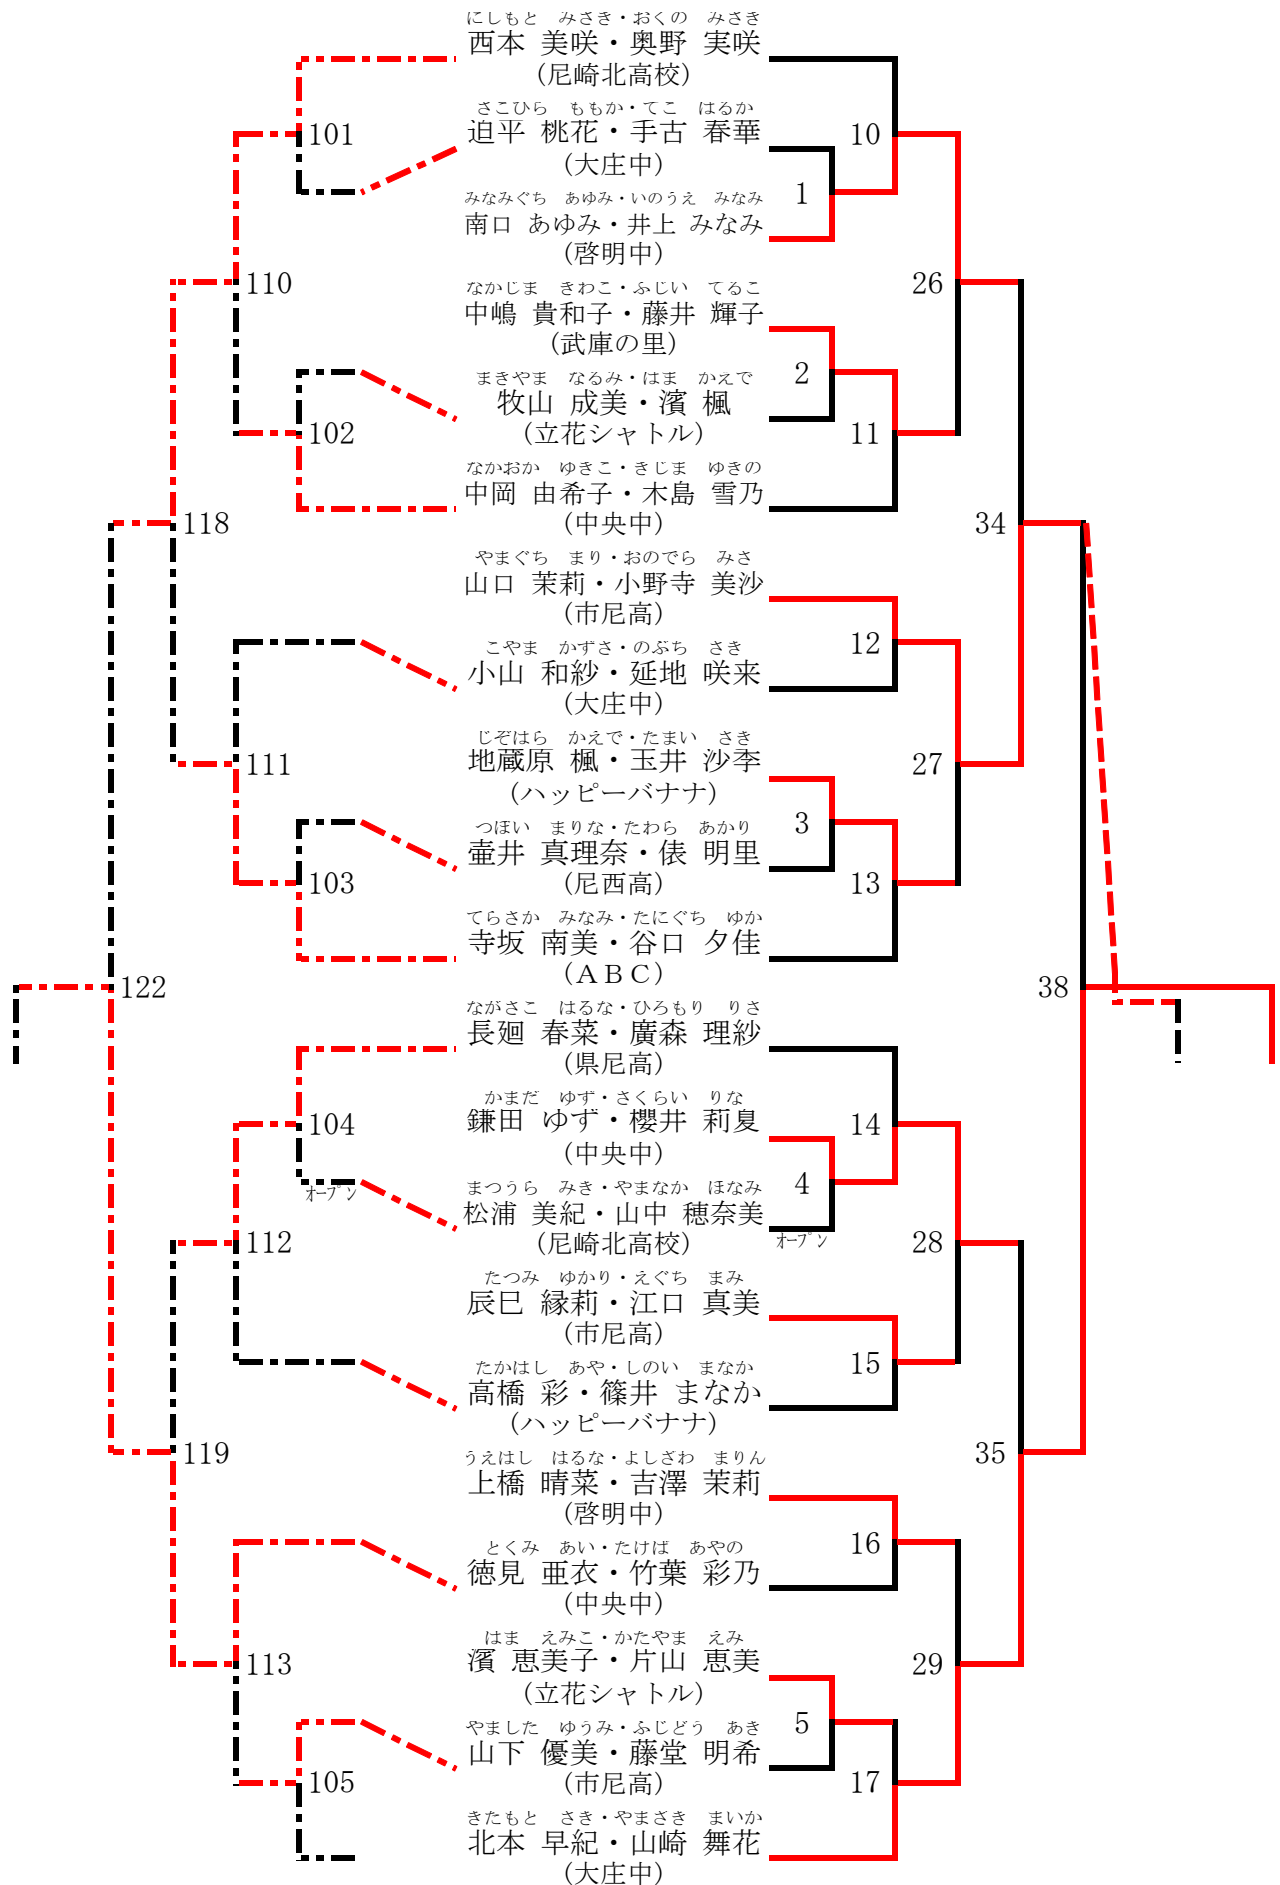 にしもと　みさき・おくの　みさき
西本 美咲・奥野 実咲
(尼崎北高校)
さこひら　ももか・てこ　はるか
101
迫平 桃花・手古 春華
10
(大庄中)
1
みなみぐち　あゆみ・いのうえ　みなみ
南口 あゆみ・井上 みなみ
(啓明中)
110
なかじま　きわこ・ふじい　てるこ
26
中嶋 貴和子・藤井 輝子
(武庫の里)
まきやま　なるみ・はま　かえで
2
牧山 成美・濱 楓
102
(立花シャトル)
11
なかおか　ゆきこ・きじま　ゆきの
中岡 由希子・木島 雪乃
118
(中央中)
34
やまぐち　まり・おのでら　みさ
山口 茉莉・小野寺 美沙
(市尼高)
こやま　かずさ・のぶち　さき
12
小山 和紗・延地 咲来
(大庄中)
じぞはら　かえで・たまい　さき
111
地蔵原 楓・玉井 沙季
27
(ハッピーバナナ)
つぼい　まりな・たわら　あかり
3
壷井 真理奈・俵 明里
103
(尼西高)
13
てらさか　みなみ・たにぐち　ゆか
寺坂 南美・谷口 夕佳
(ＡＢＣ)
122
38
ながさこ　はるな・ひろもり　りさ
長廻 春菜・廣森 理紗
(県尼高)
かまだ　ゆず・さくらい　りな
104
鎌田 ゆず・櫻井 莉夏
14
(中央中)
まつうら　みき・やまなか　ほなみ
4
オープン
松浦 美紀・山中 穂奈美
112
(尼崎北高校)
オープン
28
たつみ　ゆかり・えぐち　まみ
辰巳 縁莉・江口 真美
(市尼高)
たかはし　あや・しのい　まなか
15
高橋 彩・篠井 まなか
(ハッピーバナナ)
119
うえはし　はるな・よしざわ　まりん
35
上橋 晴菜・吉澤 茉莉
(啓明中)
とくみ　あい・たけば　あやの
16
徳見 亜衣・竹葉 彩乃
(中央中)
はま　えみこ・かたやま　えみ
113
濱 恵美子・片山 恵美
29
(立花シャトル)
やました　ゆうみ・ふじどう　あき
5
山下 優美・藤堂 明希
105
(市尼高)
17
きたもと　さき・やまざき　まいか
北本 早紀・山崎 舞花
(大庄中)